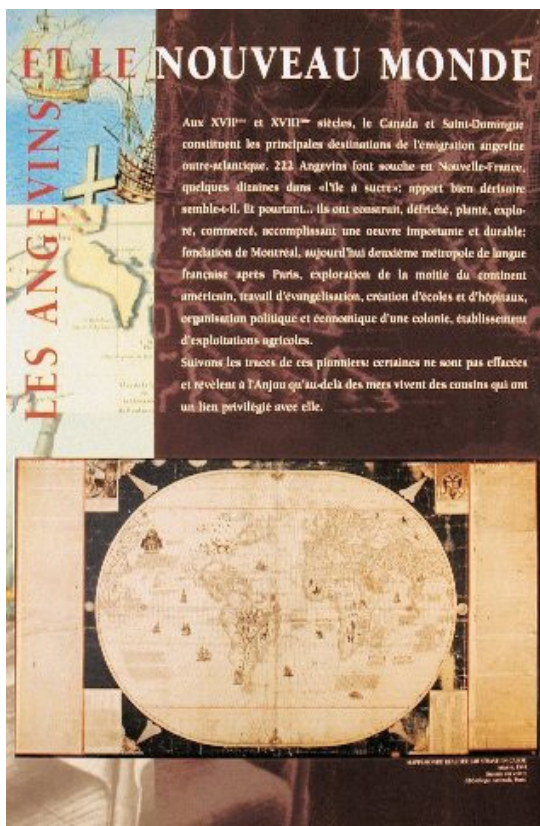 LES ANGEVINS
ET LE NOUVEAU MONDE
Aux XVIIème et XVIIIème siècles, le Canada et Saint-Domingue
constituent les principales destinations de l'émigration angevine
outre-atlantique. 222 Angevins font souche en Nouvelle-France,
quelques dizaines dans «l'île à sucre»; apport bien dérisoire
semble-t-il. Et pourtant... ils ont construit, défriché, planté, explo-
ré, commercé, accomplissant une oeuvre importante et durable:
fondation de Montréal, aujourd'hui deuxième métropole de langue
française après Paris, exploration de la moitié du continent
américain, travail d'évangélisation, création d'écoles et d'hôpitaux,
organisation politique et économique d'une colonie, établissement
d'exploitations agricoles.
Suivons les traces de ces pionniers: certaines ne sont pas effacées
et révèlent à l'Anjou qu'au-delà des mers vivent des cousins qui ont
un lien privilégié avec elle.